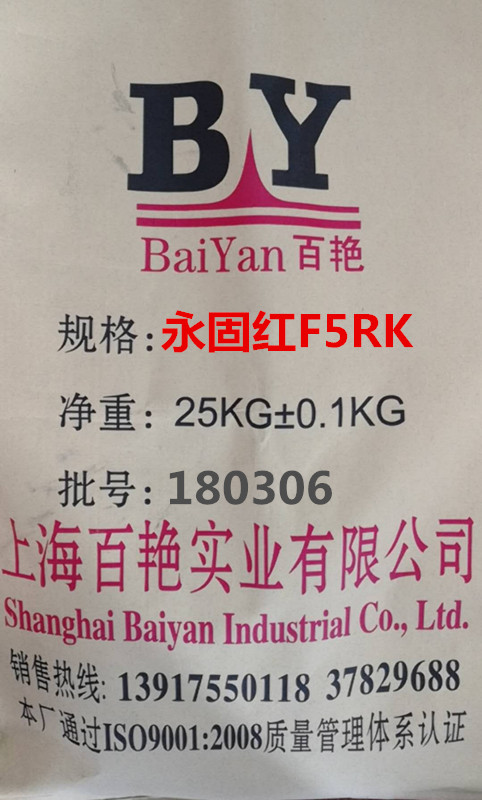 BY
BaiYan百艳
规格:永固红F5RK
净重:25KG±0.1KG
批号:180306
上海百艳实业有限公司
Shanghai Baiyan Industrial Co., Ltd.
销售热线:13917550118 37829688
本厂通过ISO9001:2008质量管理体系认证